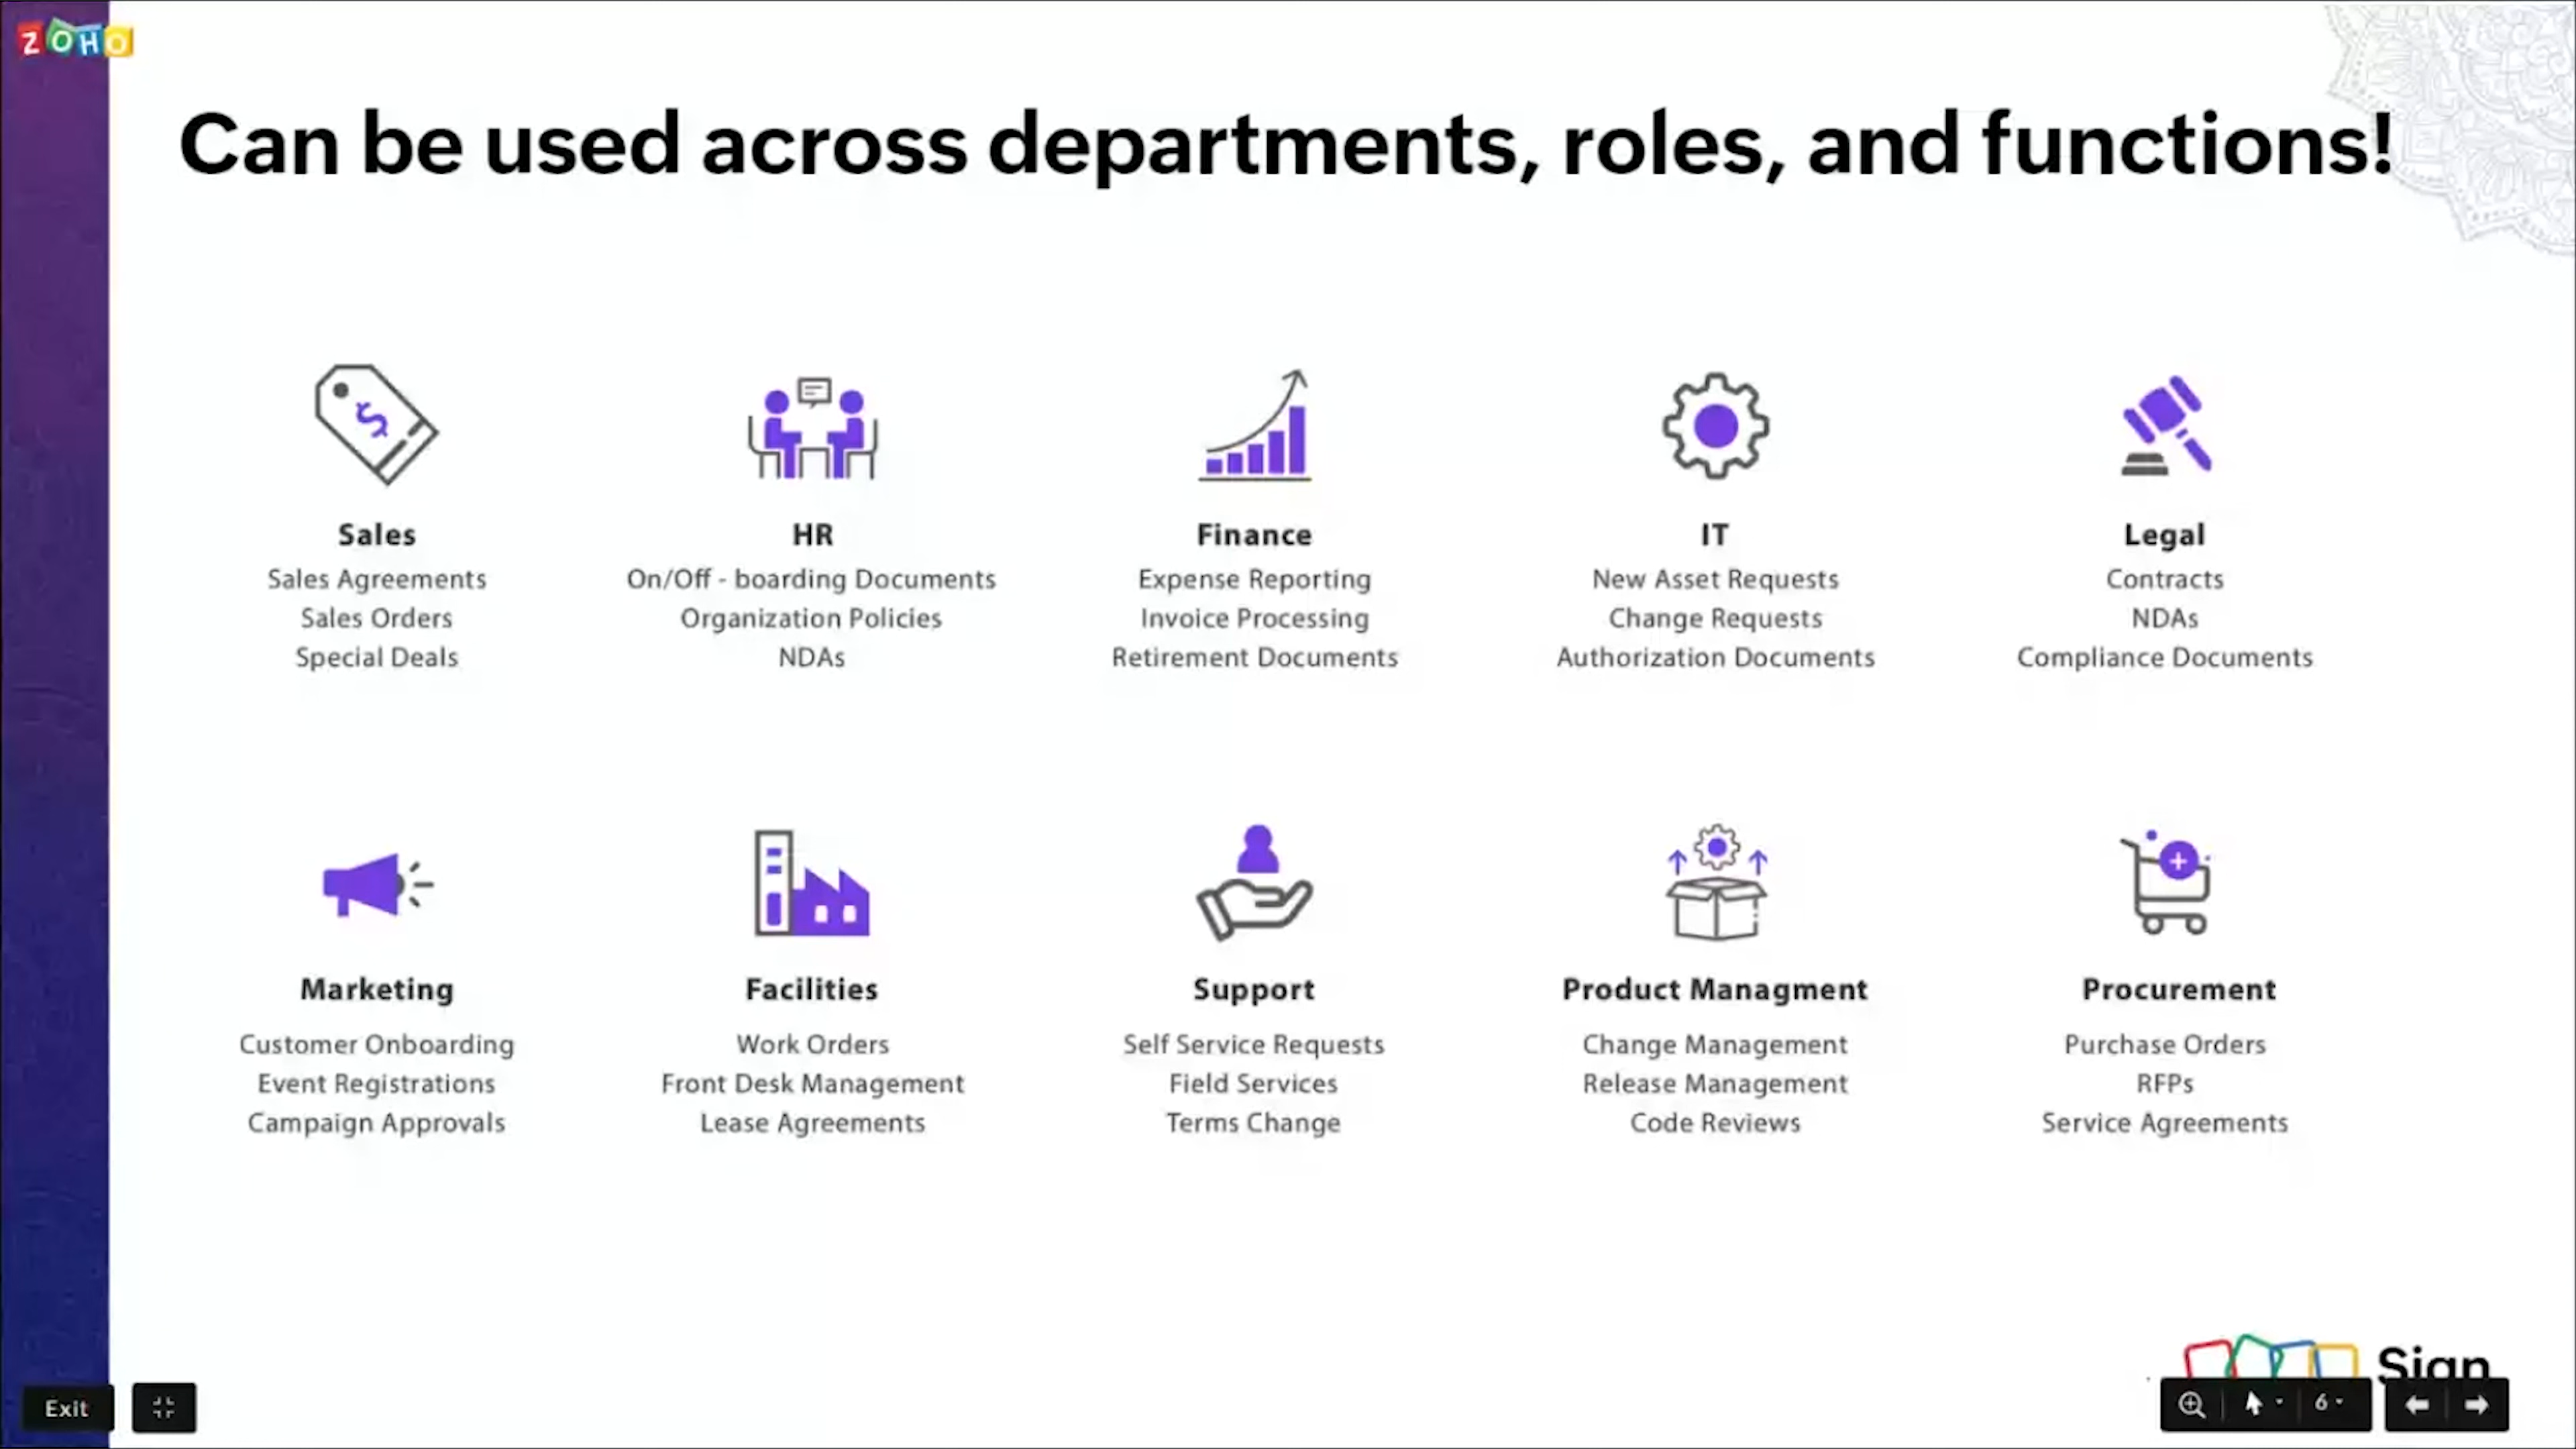 ZOHO
Can be used across departments, roles, and functions!
Sales
Sales Agreements
Sales Orders
Special Deals
HR
On/Off - boarding Documents
Organization Policies
NDAs
Finance
Expense Reporting
Invoice Processing
Retirement Documents
IT
New Asset Requests
Change Requests
Authorization Documents
Legal
Contracts
NDAs
Compliance Documents
Marketing
Customer Onboarding
Event Registrations
Campaign Approvals
Facilities
Work Orders
Front Desk Management
Lease Agreements
Support
Self Service Requests
Field Services
Terms Change
Product Managment
Change Management
Release Management
Code Reviews
Procurement
Purchase Orders
RFPs
Service Agreements
Sign
Exit
6